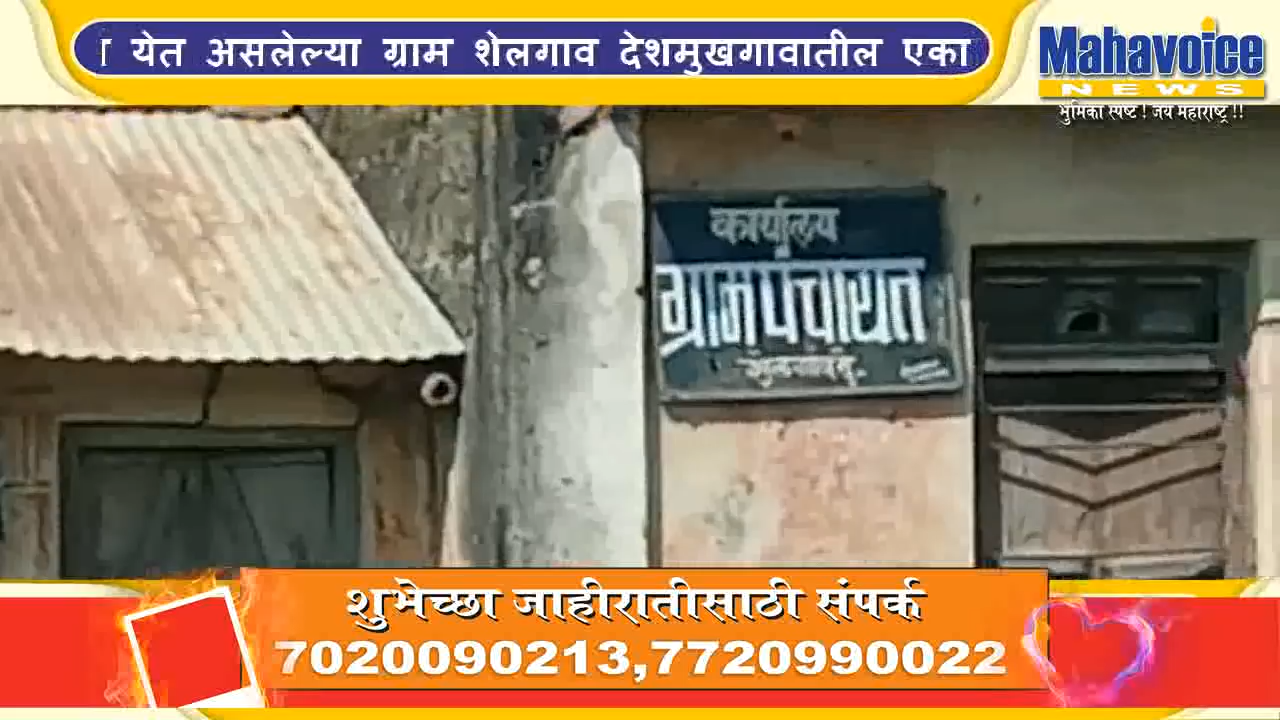 येत असलेल्या ग्राम शेलगाव देशमुखगावातील एका
Mahavoice
NEWS
भुमिका स्पष्ट ! जय महाराष्ट्र !!
कार्यालय
ग्रामपंचायत
शुभेच्छा जाहीरातीसाठी संपर्क
7020090213,7720990022